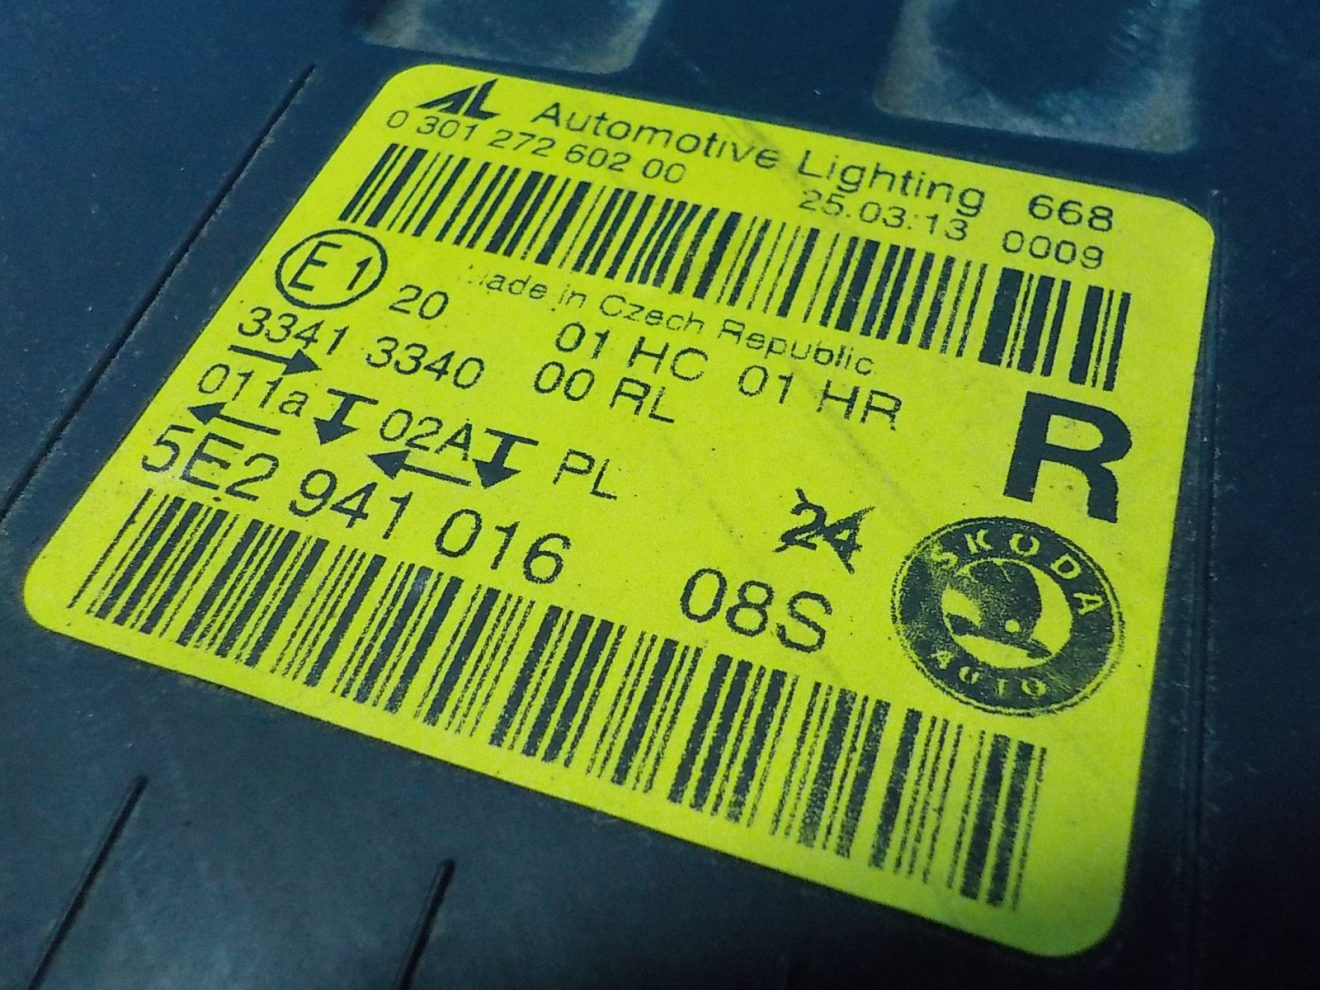 AL Automotive Lighting 668
0 301 272 602 00 25.03.13 0009
Made in Czech Republic
E1 20 01 HC 01 HR
3341 3340 00 RL
011a 02A PL
R
5E2 941 016
24
08S
SKODA
AUTO